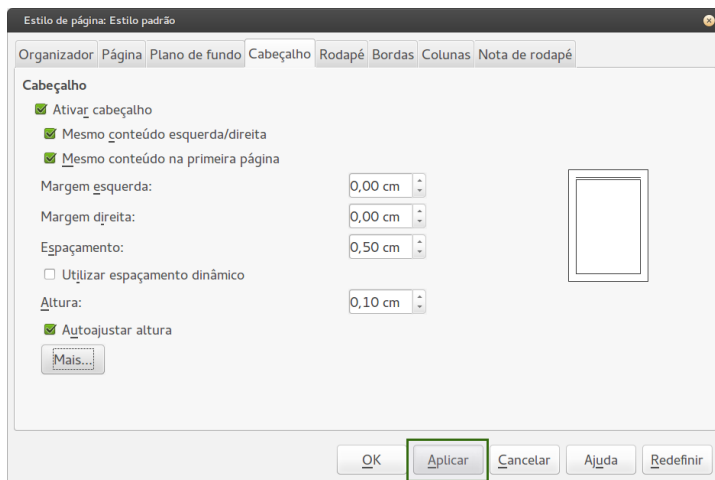 Estilo de página: Estilo padrão
Organizador Página Plano de fundo Cabeçalho Rodapé Bordas Colunas Nota de rodapé
Cabeçalho
Ativar cabeçalho
Mesmo conteúdo esquerda/direita
Mesmo conteúdo na primeira página
Margem esquerda: 0,00 cm
Margem direita: 0,00 cm
Espaçamento: 0,50 cm
Utilizar espaçamento dinâmico
Altura: 0,10 cm
Autoajustar altura
Mais...
OK Aplicar Cancelar Ajuda Redefinir